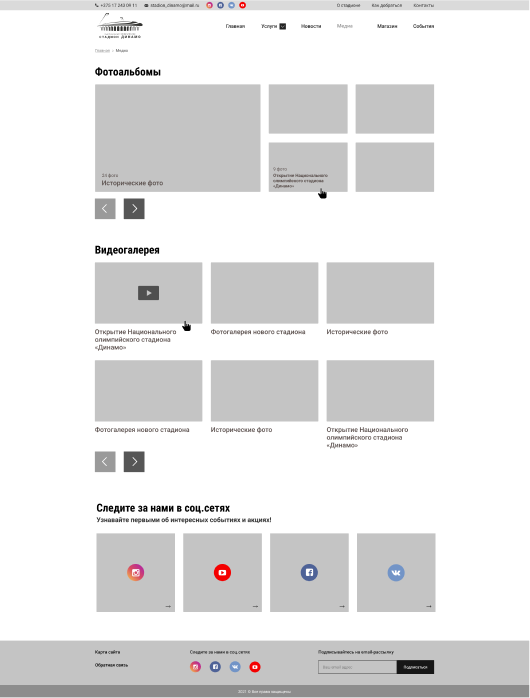 +375 17 243 09 11
stadion_dinamo@mail.ru
О стадионе
Как добраться
Контакты
СТАДИОН ДИНАМО
Главная
Услуги
Новости
Медиа
Магазин
События
Главная / Медиа
Фотоальбомы
24 фото
Исторические фото
9 фото
Открытие Национального
олимпийского стадиона
«Динамо»
Видеогалерея
Открытие Национального
олимпийского стадиона
«Динамо»
Фотогалерея нового стадиона
Исторические фото
Фотогалерея нового стадиона
Исторические фото
Открытие Национального
олимпийского стадиона
«Динамо»
Следите за нами в соц.сетях
Узнавайте первыми об интересных событиях и акциях!
Карта сайта
Обратная связь
Следите за нами в соц.сетях
Подписывайтесь на email-рассылку
Ваш email-адрес
Подписаться
2021 © Все права защищены